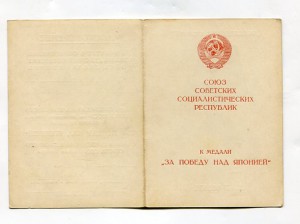 СОЮЗ
СОВЕТСКИХ
СОЦИАЛИСТИЧЕСКИХ
РЕСПУБЛИК
К МЕДАЛИ
„ЗА ПОБЕДУ НАД ЯПОНИЕЙ“